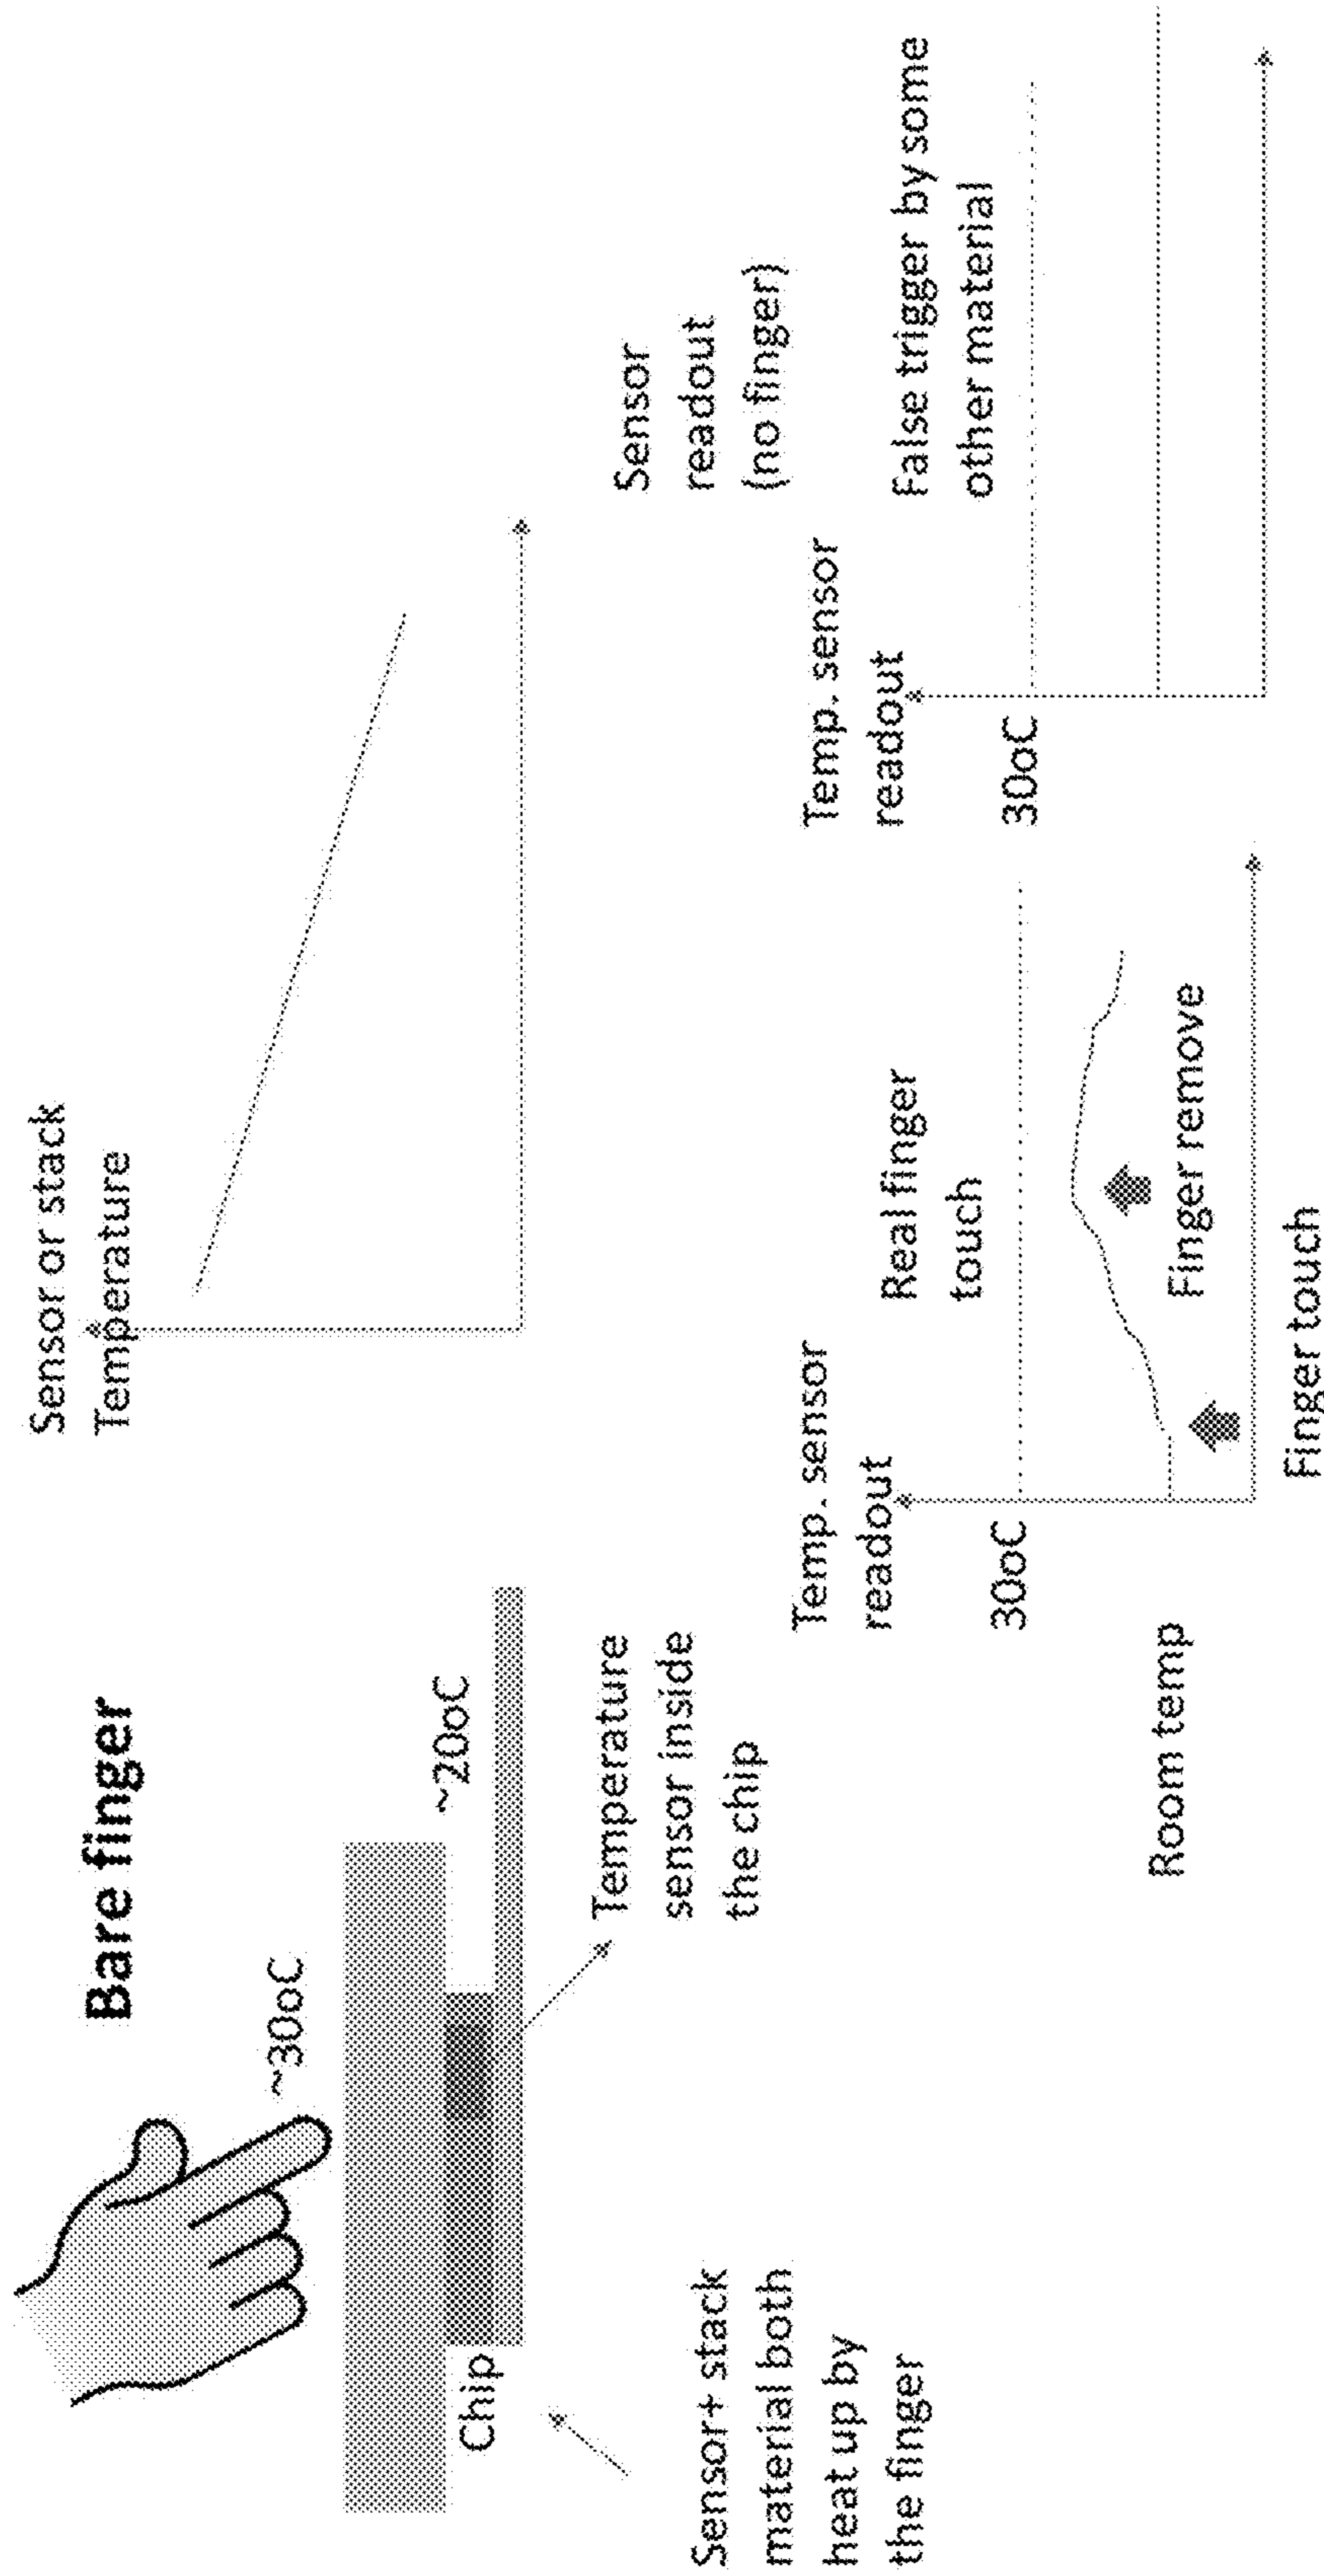 Bare finger
~30oC
~20oC
Chip
Temperature
sensor inside
the chip
Sensor+ stack
material both
heat up by
the finger
Sensor or stack
Temperature
Sensor
readout
(no finger)
Temp. sensor
readout
Real finger
touch
30oC
Room temp
Finger remove
Finger touch
Temp. sensor
readout
False trigger by some
other material
30oC